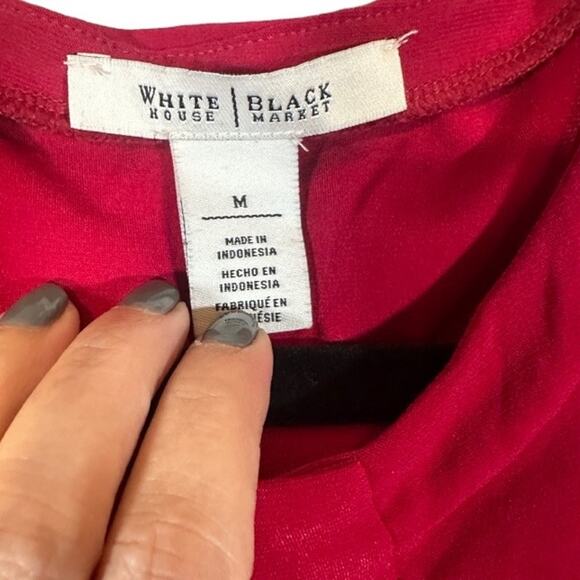 WHITE | BLACK
HOUSE | MARKET
M
MADE IN
INDONESIA
HECHO EN
INDONESIA
FABRIQUÉ EN